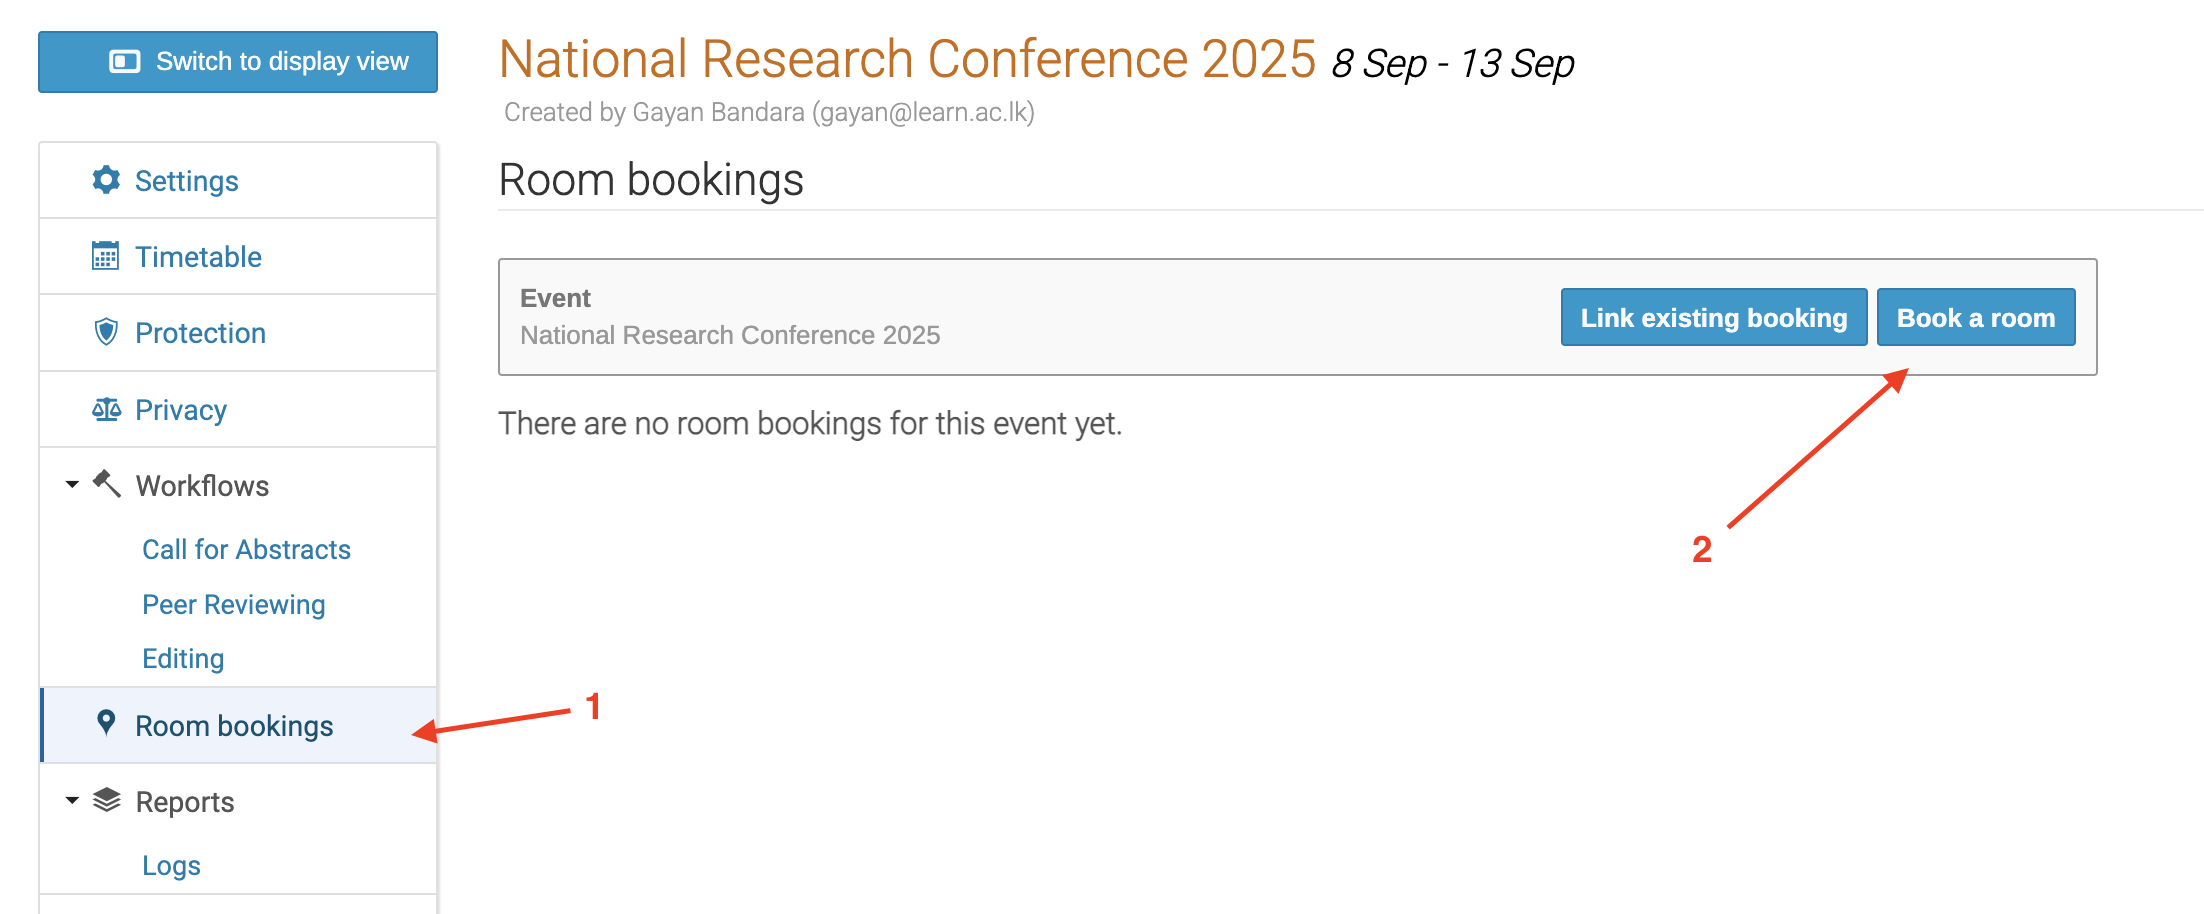 Switch to display view
National Research Conference 2025 8 Sep - 13 Sep
Created by Gayan Bandara (gayan@learn.ac.lk)
Settings
Timetable
Protection
Privacy
Workflows
Call for Abstracts
Peer Reviewing
Editing
Room bookings
1
Reports
Logs
Room bookings
Event
National Research Conference 2025
Link existing booking
Book a room
There are no room bookings for this event yet.
2